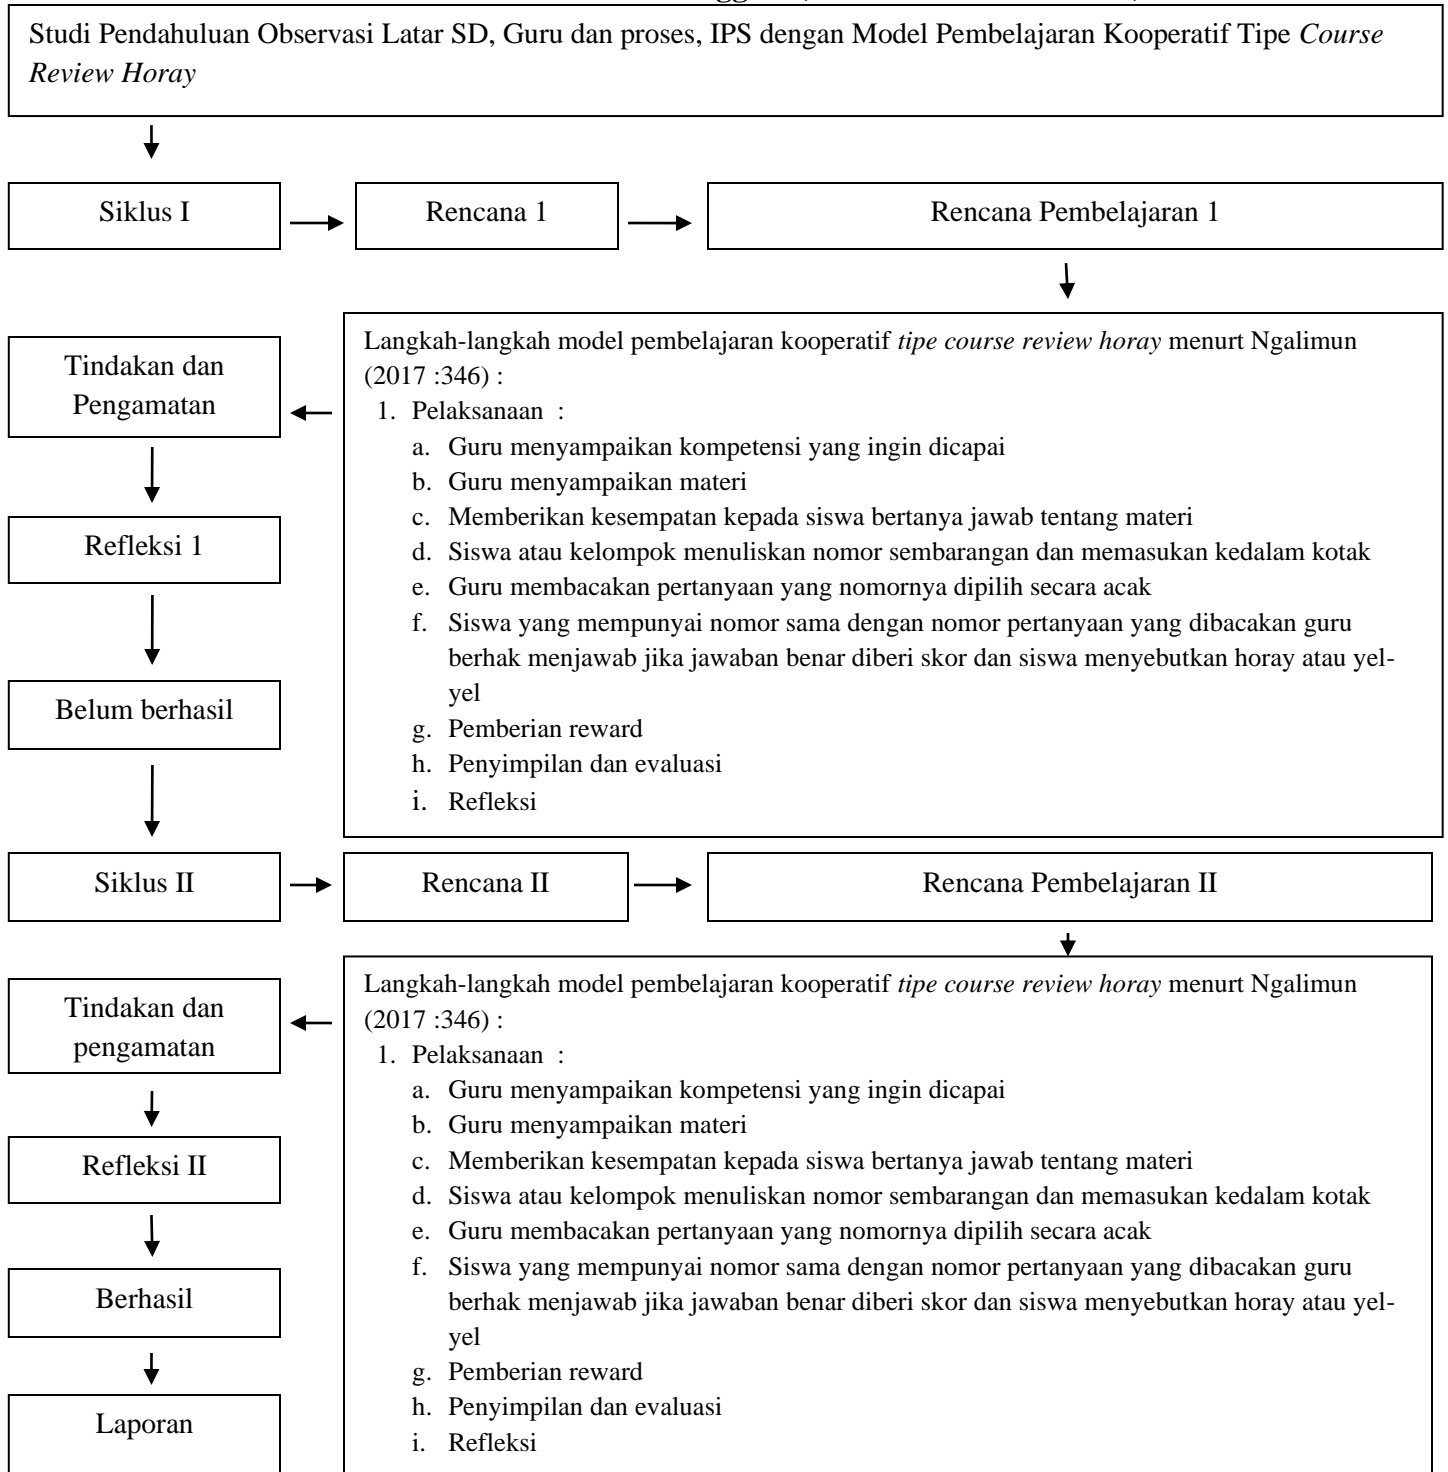 Studi Pendahuluan Observasi Latar SD, Guru dan proses, IPS dengan Model Pembelajaran Kooperatif Tipe Course
Review Horay
Siklus I
Rencana 1
Rencana Pembelajaran 1
Langkah-langkah model pembelajaran kooperatif tipe course review horay menurt Ngalimun
(2017 :346) :
1. Pelaksanaan :
a. Guru menyampaikan kompetensi yang ingin dicapai
b. Guru menyampaikan materi
c. Memberikan kesempatan kepada siswa bertanya jawab tentang materi
d. Siswa atau kelompok menuliskan nomor sembarangan dan memasukan kedalam kotak
e. Guru membacakan pertanyaan yang nomornya dipilih secara acak
f. Siswa yang mempunyai nomor sama dengan nomor pertanyaan yang dibacakan guru
berhak menjawab jika jawaban benar diberi skor dan siswa menyebutkan horay atau yel-
yel
g. Pemberian reward
h. Penyimpilan dan evaluasi
i. Refleksi
Tindakan dan
Pengamatan
Refleksi 1
Belum berhasil
Siklus II
Rencana II
Rencana Pembelajaran II
Langkah-langkah model pembelajaran kooperatif tipe course review horay menurt Ngalimun
(2017 :346) :
1. Pelaksanaan :
a. Guru menyampaikan kompetensi yang ingin dicapai
b. Guru menyampaikan materi
c. Memberikan kesempatan kepada siswa bertanya jawab tentang materi
d. Siswa atau kelompok menuliskan nomor sembarangan dan memasukan kedalam kotak
e. Guru membacakan pertanyaan yang nomornya dipilih secara acak
f. Siswa yang mempunyai nomor sama dengan nomor pertanyaan yang dibacakan guru
berhak menjawab jika jawaban benar diberi skor dan siswa menyebutkan horay atau yel-
yel
g. Pemberian reward
h. Penyimpilan dan evaluasi
i. Refleksi
Tindakan dan
pengamatan
Refleksi II
Berhasil
Laporan